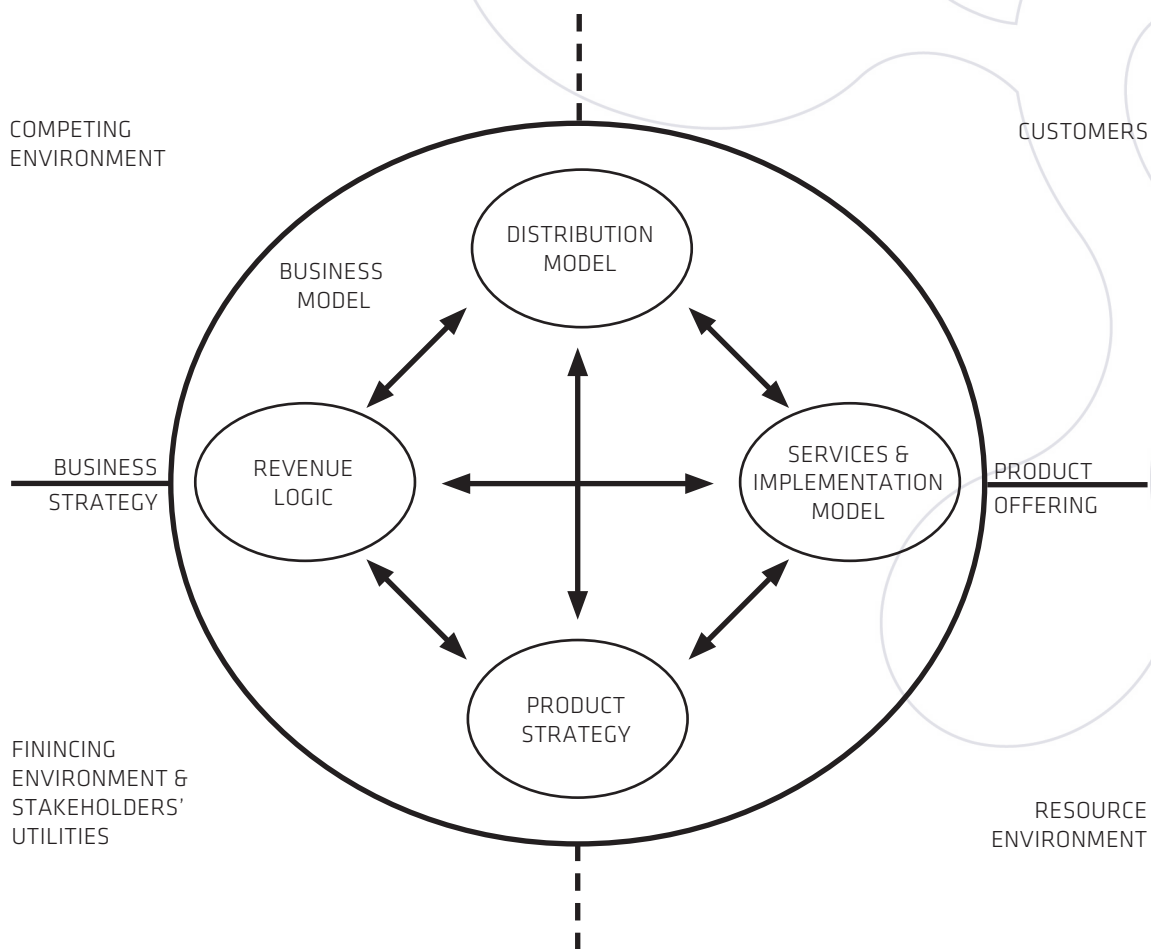 COMPETING
ENVIRONMENT
CUSTOMERS
DISTRIBUTION
MODEL
BUSINESS
MODEL
BUSINESS
STRATEGY
REVENUE
LOGIC
SERVICES &
IMPLEMENTATION
MODEL
PRODUCT
OFFERING
PRODUCT
STRATEGY
FININCING
ENVIRONMENT &
STAKEHOLDERS'
UTILITIES
RESOURCE
ENVIRONMENT